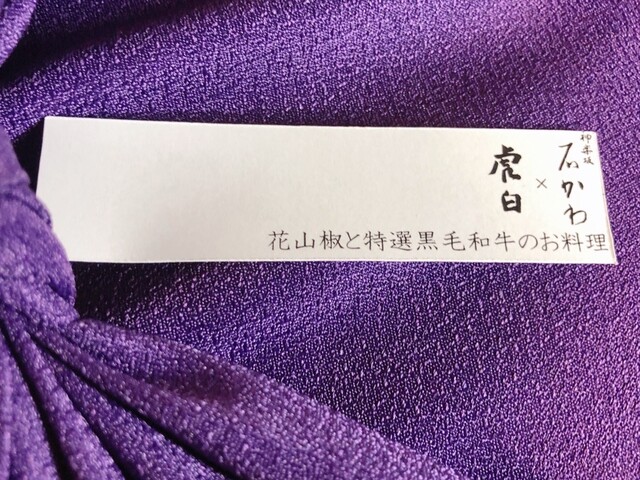 神楽坂
石かわ
×
虎白
花山椒と特選黒毛和牛のお料理